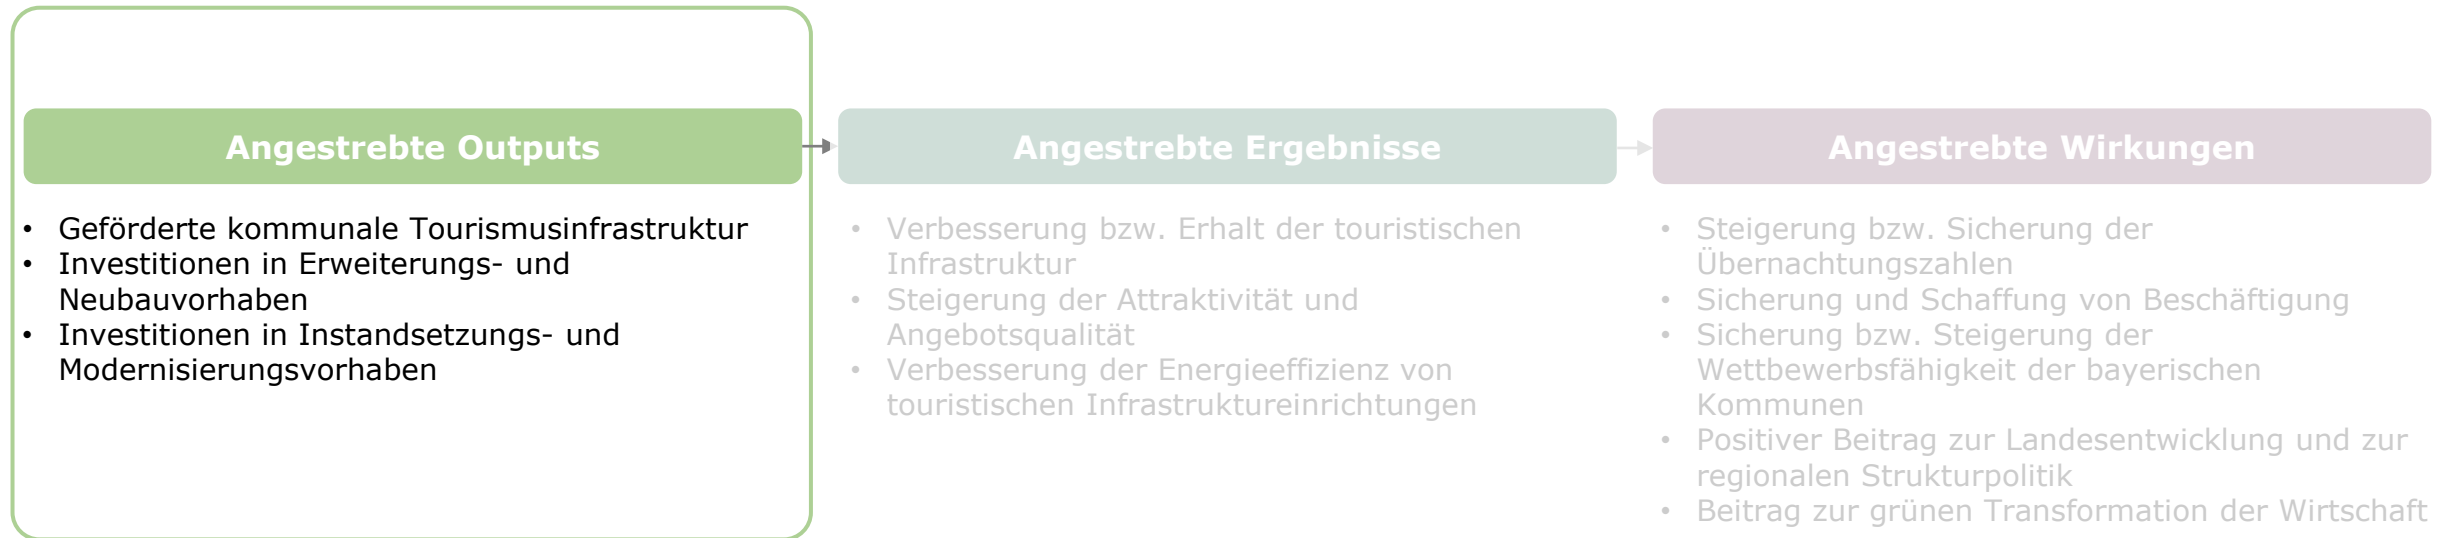 Angestrebte Outputs
• Geförderte kommunale Tourismusinfrastruktur
• Investitionen in Erweiterungs- und
Neubauvorhaben
• Investitionen in Instandsetzungs- und
Modernisierungsvorhaben
Angestrebte Ergebnisse
• Verbesserung bzw. Erhalt der touristischen
Infrastruktur
• Steigerung der Attraktivität und
Angebotsqualität
• Verbesserung der Energieeffizienz von
touristischen Infrastruktureinrichtungen
Angestrebte Wirkungen
• Steigerung bzw. Sicherung der
Übernachtungszahlen
• Sicherung und Schaffung von Beschäftigung
• Sicherung bzw. Steigerung der
Wettbewerbsfähigkeit der bayerischen
Kommunen
• Positiver Beitrag zur Landesentwicklung und zur
regionalen Strukturpolitik
• Beitrag zur grünen Transformation der Wirtschaft